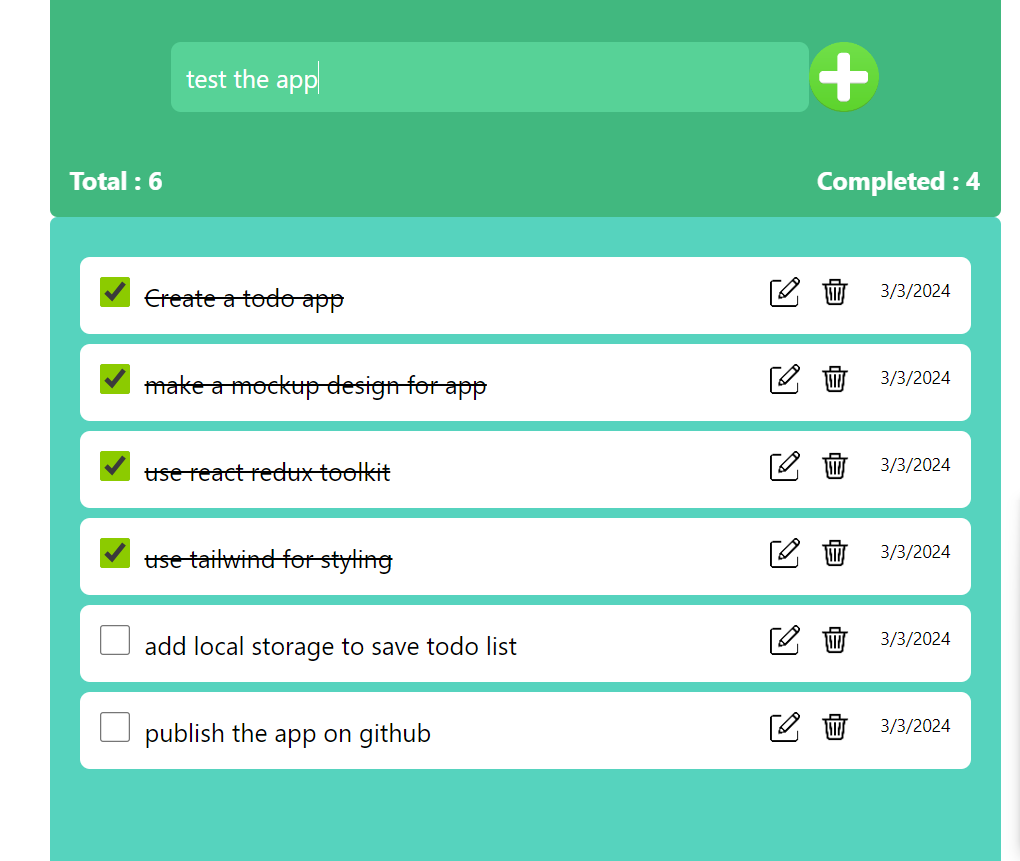 test the app
Total : 6 Completed : 4
Create a todo app 3/3/2024
make a mockup design for app 3/3/2024
use react redux toolkit 3/3/2024
use tailwind for styling 3/3/2024
add local storage to save todo list 3/3/2024
publish the app on github 3/3/2024